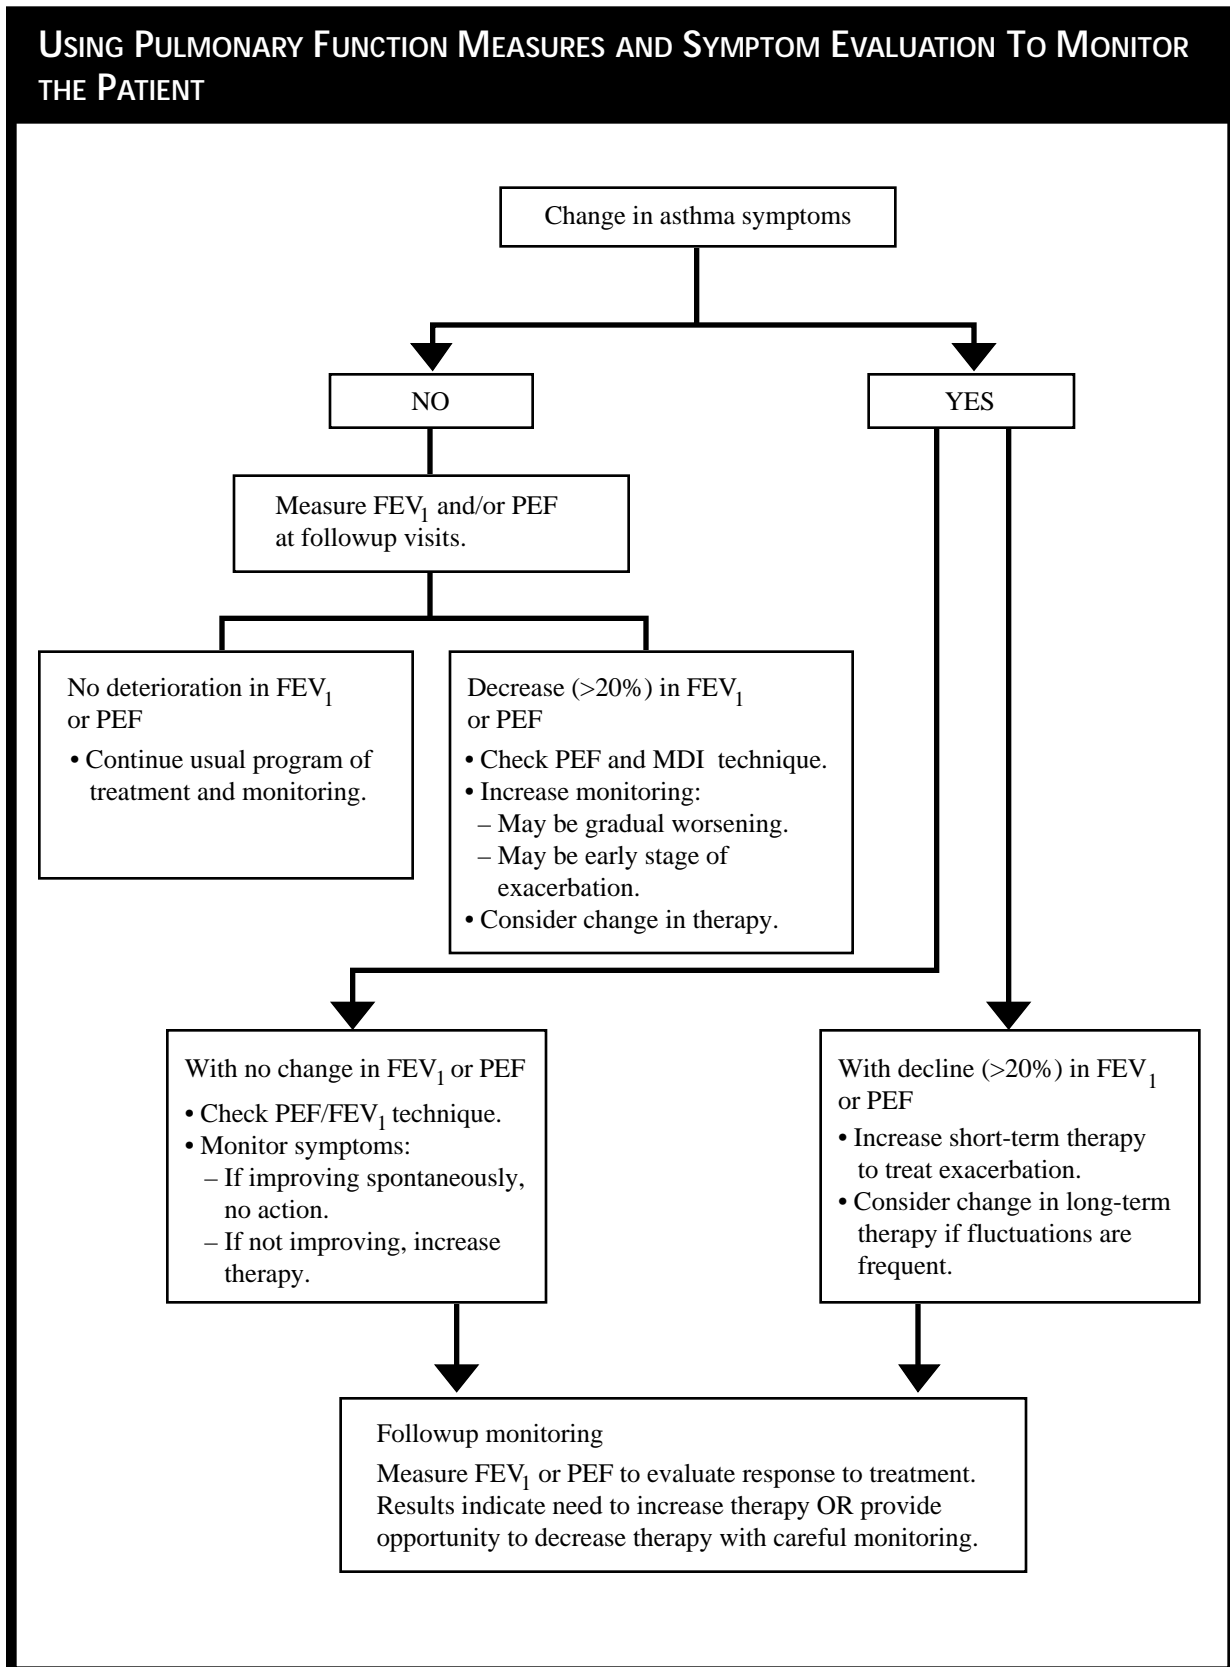 USING PULMONARY FUNCTION MEASURES AND SYMPTOM EVALUATION TO MONITOR
THE PATIENT
Change in asthma symptoms
NO
YES
Measure FEV1 and/or PEF
at followup visits.
No deterioration in FEV1
or PEF
• Continue usual program of
treatment and monitoring.
Decrease (>20%) in FEV1
or PEF
• Check PEF and MDI technique.
• Increase monitoring:
– May be gradual worsening.
– May be early stage of
exacerbation.
• Consider change in therapy.
With no change in FEV1 or PEF
• Check PEF/FEV1 technique.
• Monitor symptoms:
– If improving spontaneously,
no action.
– If not improving, increase
therapy.
With decline (>20%) in FEV1
or PEF
• Increase short-term therapy
to treat exacerbation.
• Consider change in long-term
therapy if fluctuations are
frequent.
Followup monitoring
Measure FEV1 or PEF to evaluate response to treatment.
Results indicate need to increase therapy OR provide
opportunity to decrease therapy with careful monitoring.